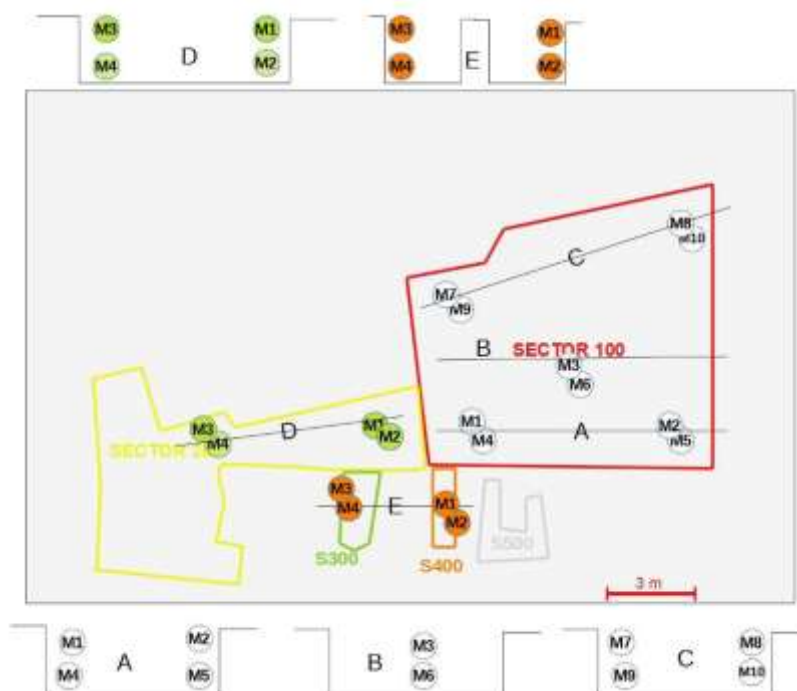 M3 M1 M3 M1
D E
M4 M2 M4 M2
M8
M10
C
M7
M9
B SECTOR 100
M3
M6
M3 M1 M1 M2
D A
M4 M2 M4 M5
SECTOR
M3 M1
M4 E
M2
S300 S400 S500
3 m
M1 M2 M3 M7 M8
A B C
M4 M5 M6 M9 M10